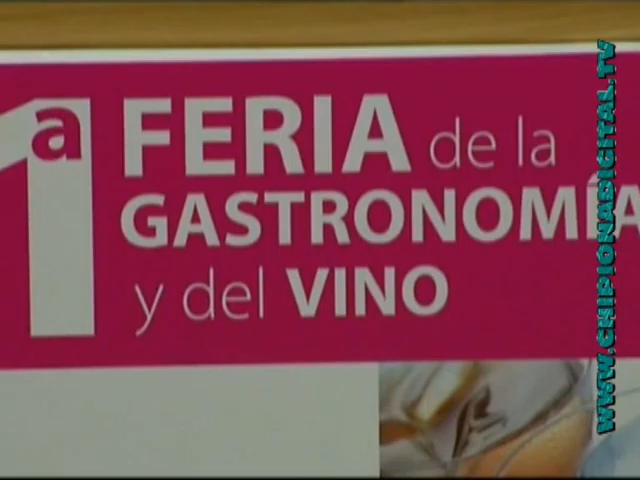 1ª FERIA de la
GASTRONOMÍA
y del VINO
WWW.CHIPIONADIGITAL.TV